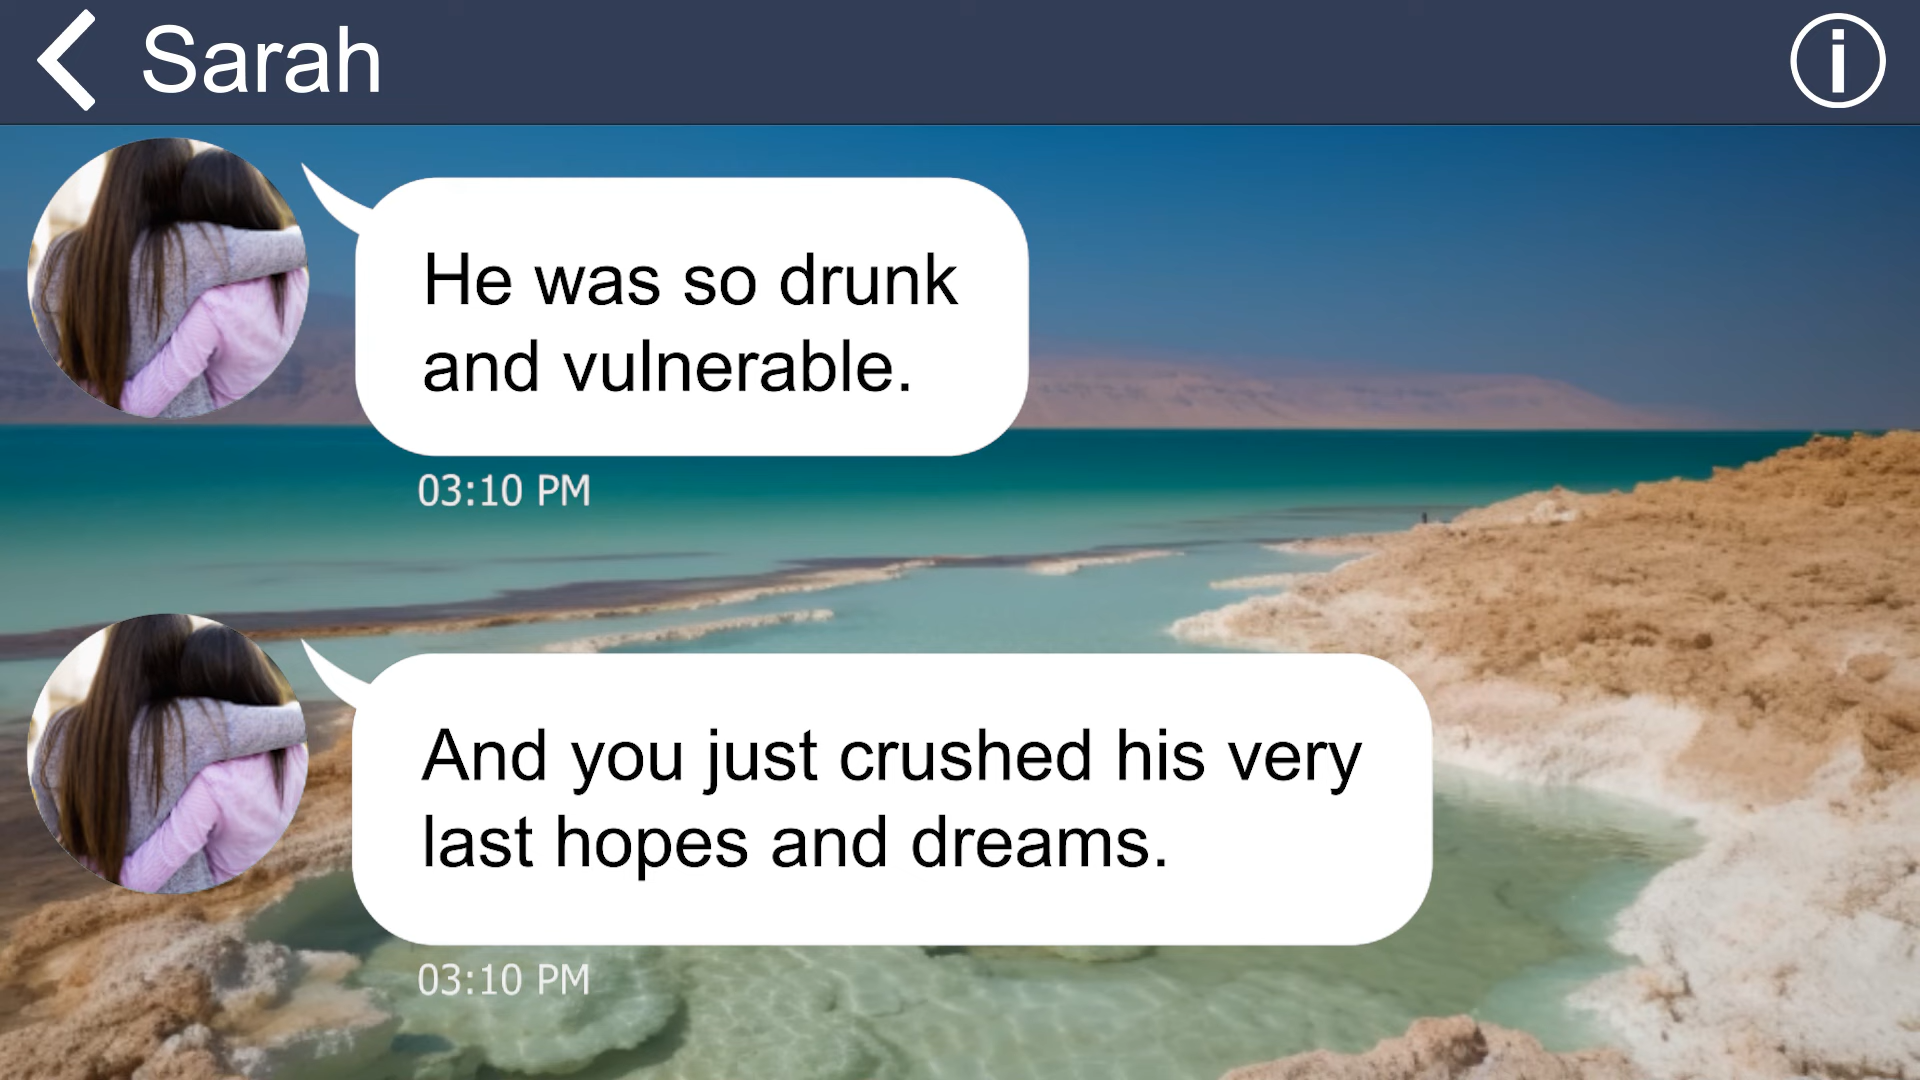 Sarah
He was so drunk
and vulnerable.
03:10 PM
And you just crushed his very
last hopes and dreams.
03:10 PM